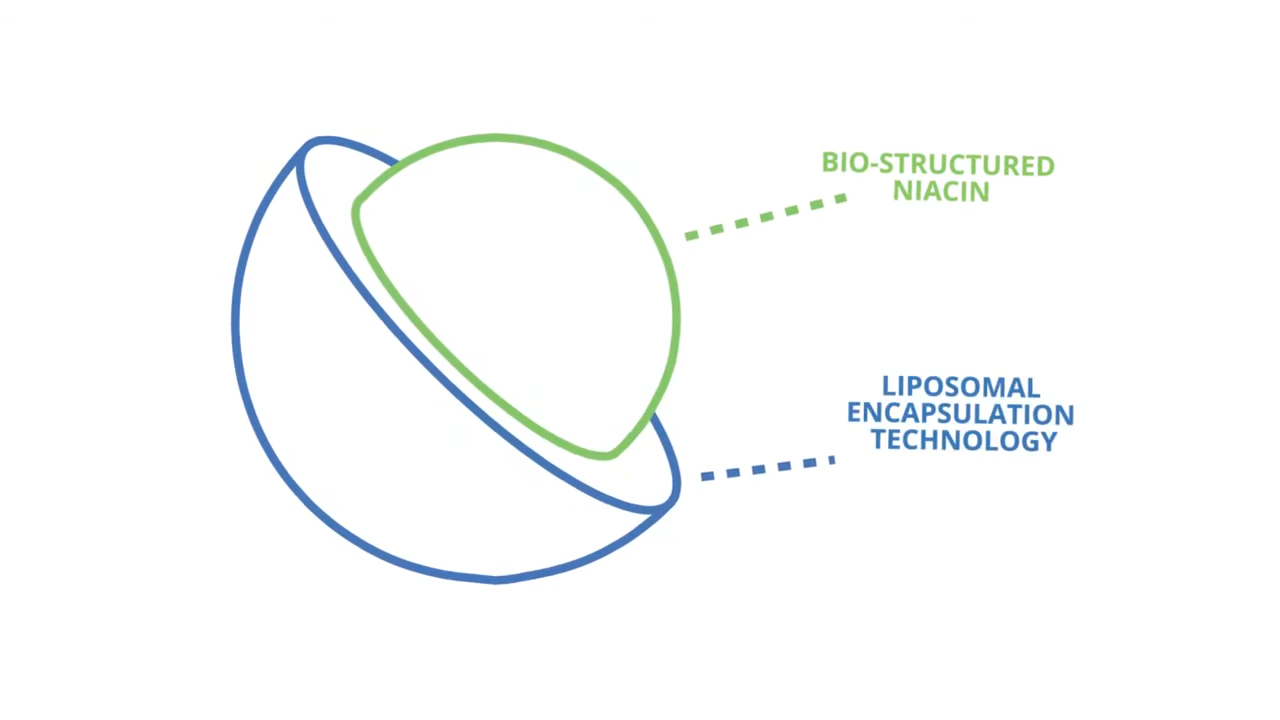 BIO-STRUCTURED
NIACIN
LIPOSOMAL
ENCAPSULATION
TECHNOLOGY